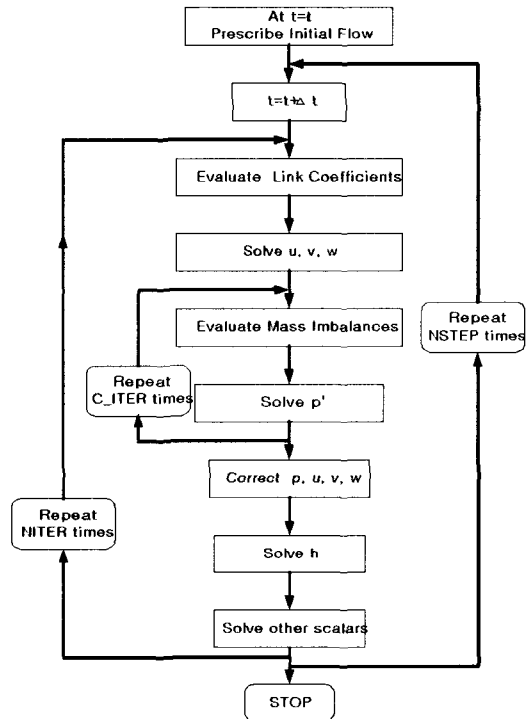 At t=t
Prescribe Initial Flow
t=t+Δ t
Evaluate Link Coefficients
Solve u, v, w
Evaluate Mass Imbalances
Repeat
NSTEP times
Repeat
C_ITER times
Solve p'
Correct p, u, v, w
Repeat
NITER times
Solve h
Solve other scalars
STOP